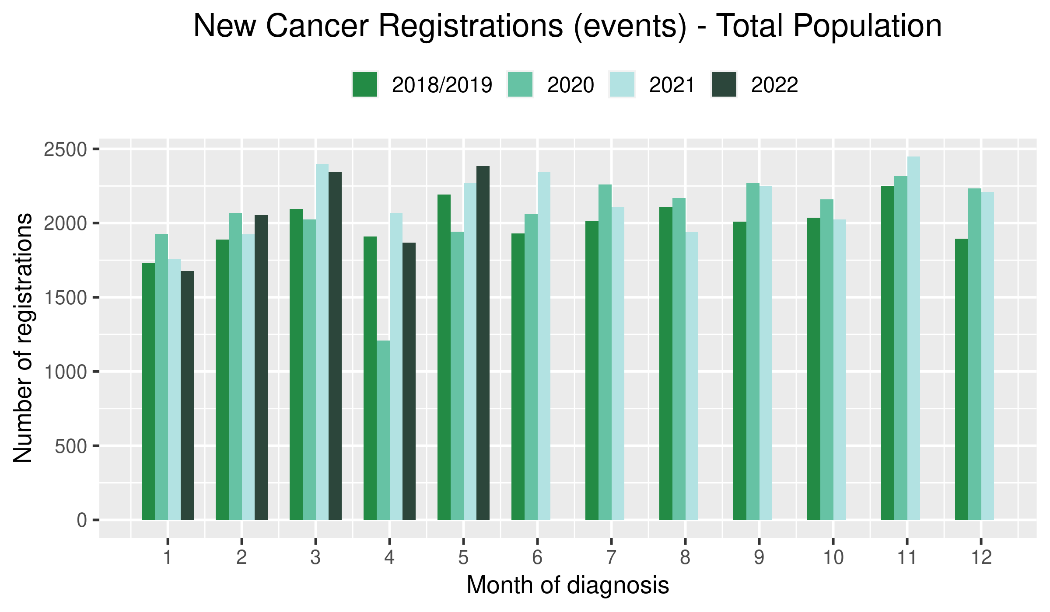 New Cancer Registrations (events) - Total Population
2018/2019 2020 2021 2022
Number of registrations
2500
2000
1500
1000
500
0
1 2 3 4 5 6 7 8 9 10 11 12
Month of diagnosis